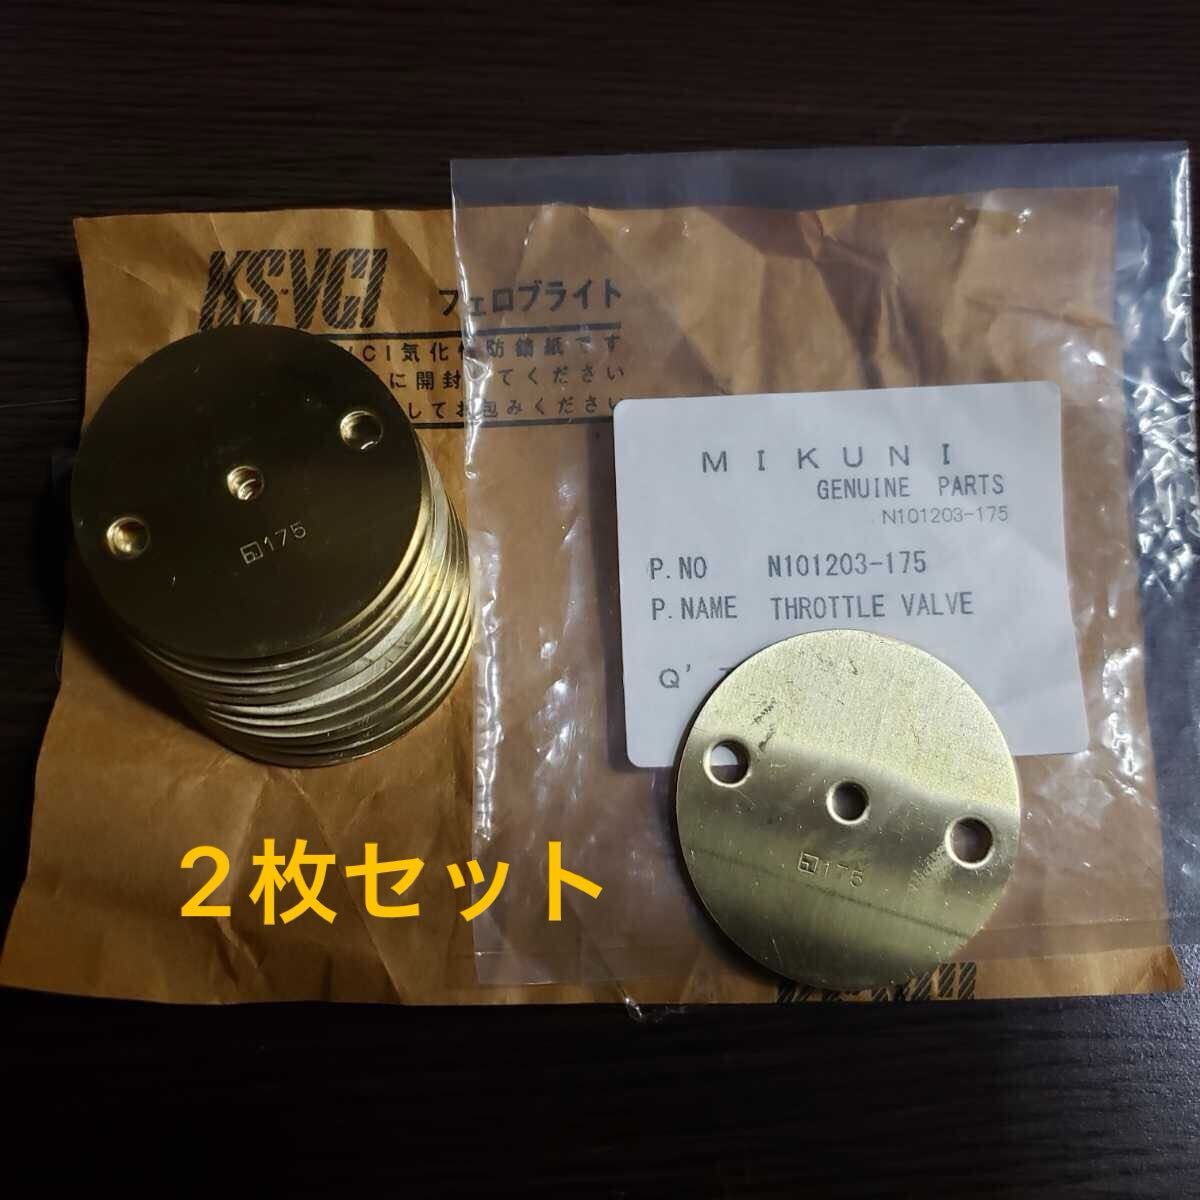 KS-VCI フェロブライト
VCI気化 防錆紙です
に開封 てください
してお包みください
MIKUNI
GENUINE PARTS
N101203-175
P.NO N101203-175
P.NAME THROTTLE VALVE
Q'
175
175
2枚セット